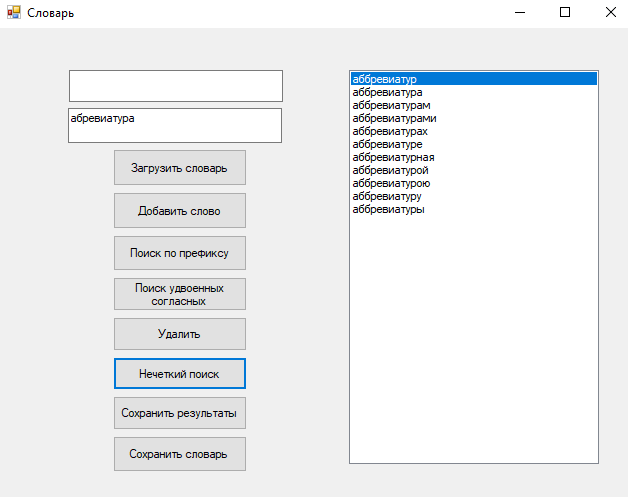 Словарь
абревиатура
Загрузить словарь
Добавить слово
Поиск по префиксу
Поиск удвоенных
согласных
Удалить
Нечеткий поиск
Сохранить результаты
Сохранить словарь
аббревиатур
аббревиатура
аббревиатурам
аббревиатурами
аббревиатурах
аббревиатуре
аббревиатурная
аббревиатурой
аббревиатурою
аббревиатуру
аббревиатуры